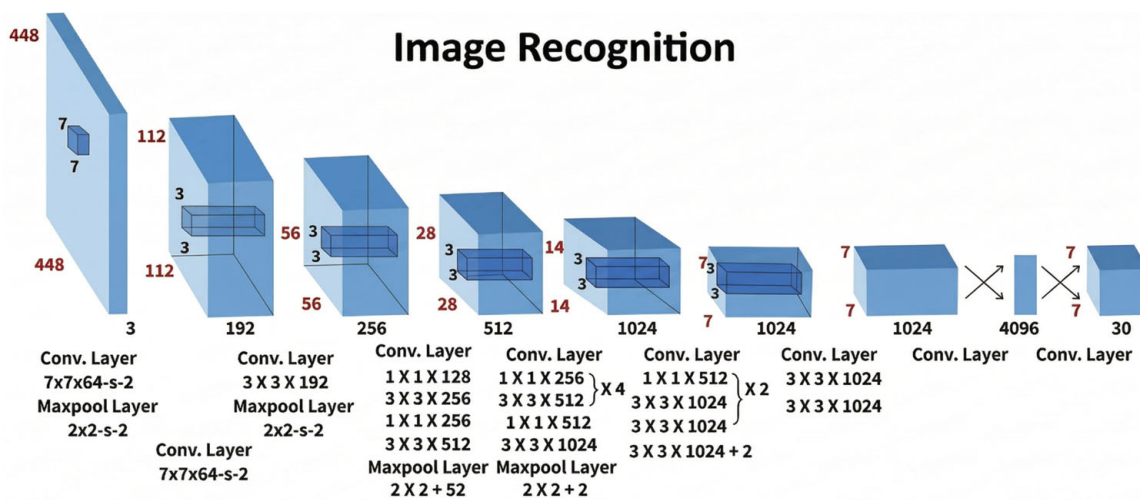 Image Recognition
448
7
7
448
3
112
3
3
112
192
56
3
3
56
256
28
3
3
28
512
14
3
3
14
1024
7
3
3
7
1024
7
7
1024
4096
7
7
30
Conv. Layer
7x7x64-s-2
Maxpool Layer
2x2-s-2
Conv. Layer
7x7x64-s-2
Conv. Layer
3 X 3 X 192
Maxpool Layer
2x2-s-2
Conv. Layer
1 X 1 X 128
3 X 3 X 256
1 X 1 X 256
3 X 3 X 512
Maxpool Layer
2 X 2 + 52
Conv. Layer
1 X 1 X 256
3 X 3 X 512
X 4
1 X 1 X 512
3 X 3 X 1024
Maxpool Layer
2 X 2 + 2
Conv. Layer
1 X 1 X 512
3 X 3 X 1024
X 2
3 X 3 X 1024
3 X 3 X 1024 + 2
Conv. Layer
3 X 3 X 1024
3 X 3 X 1024
Conv. Layer
Conv. Layer